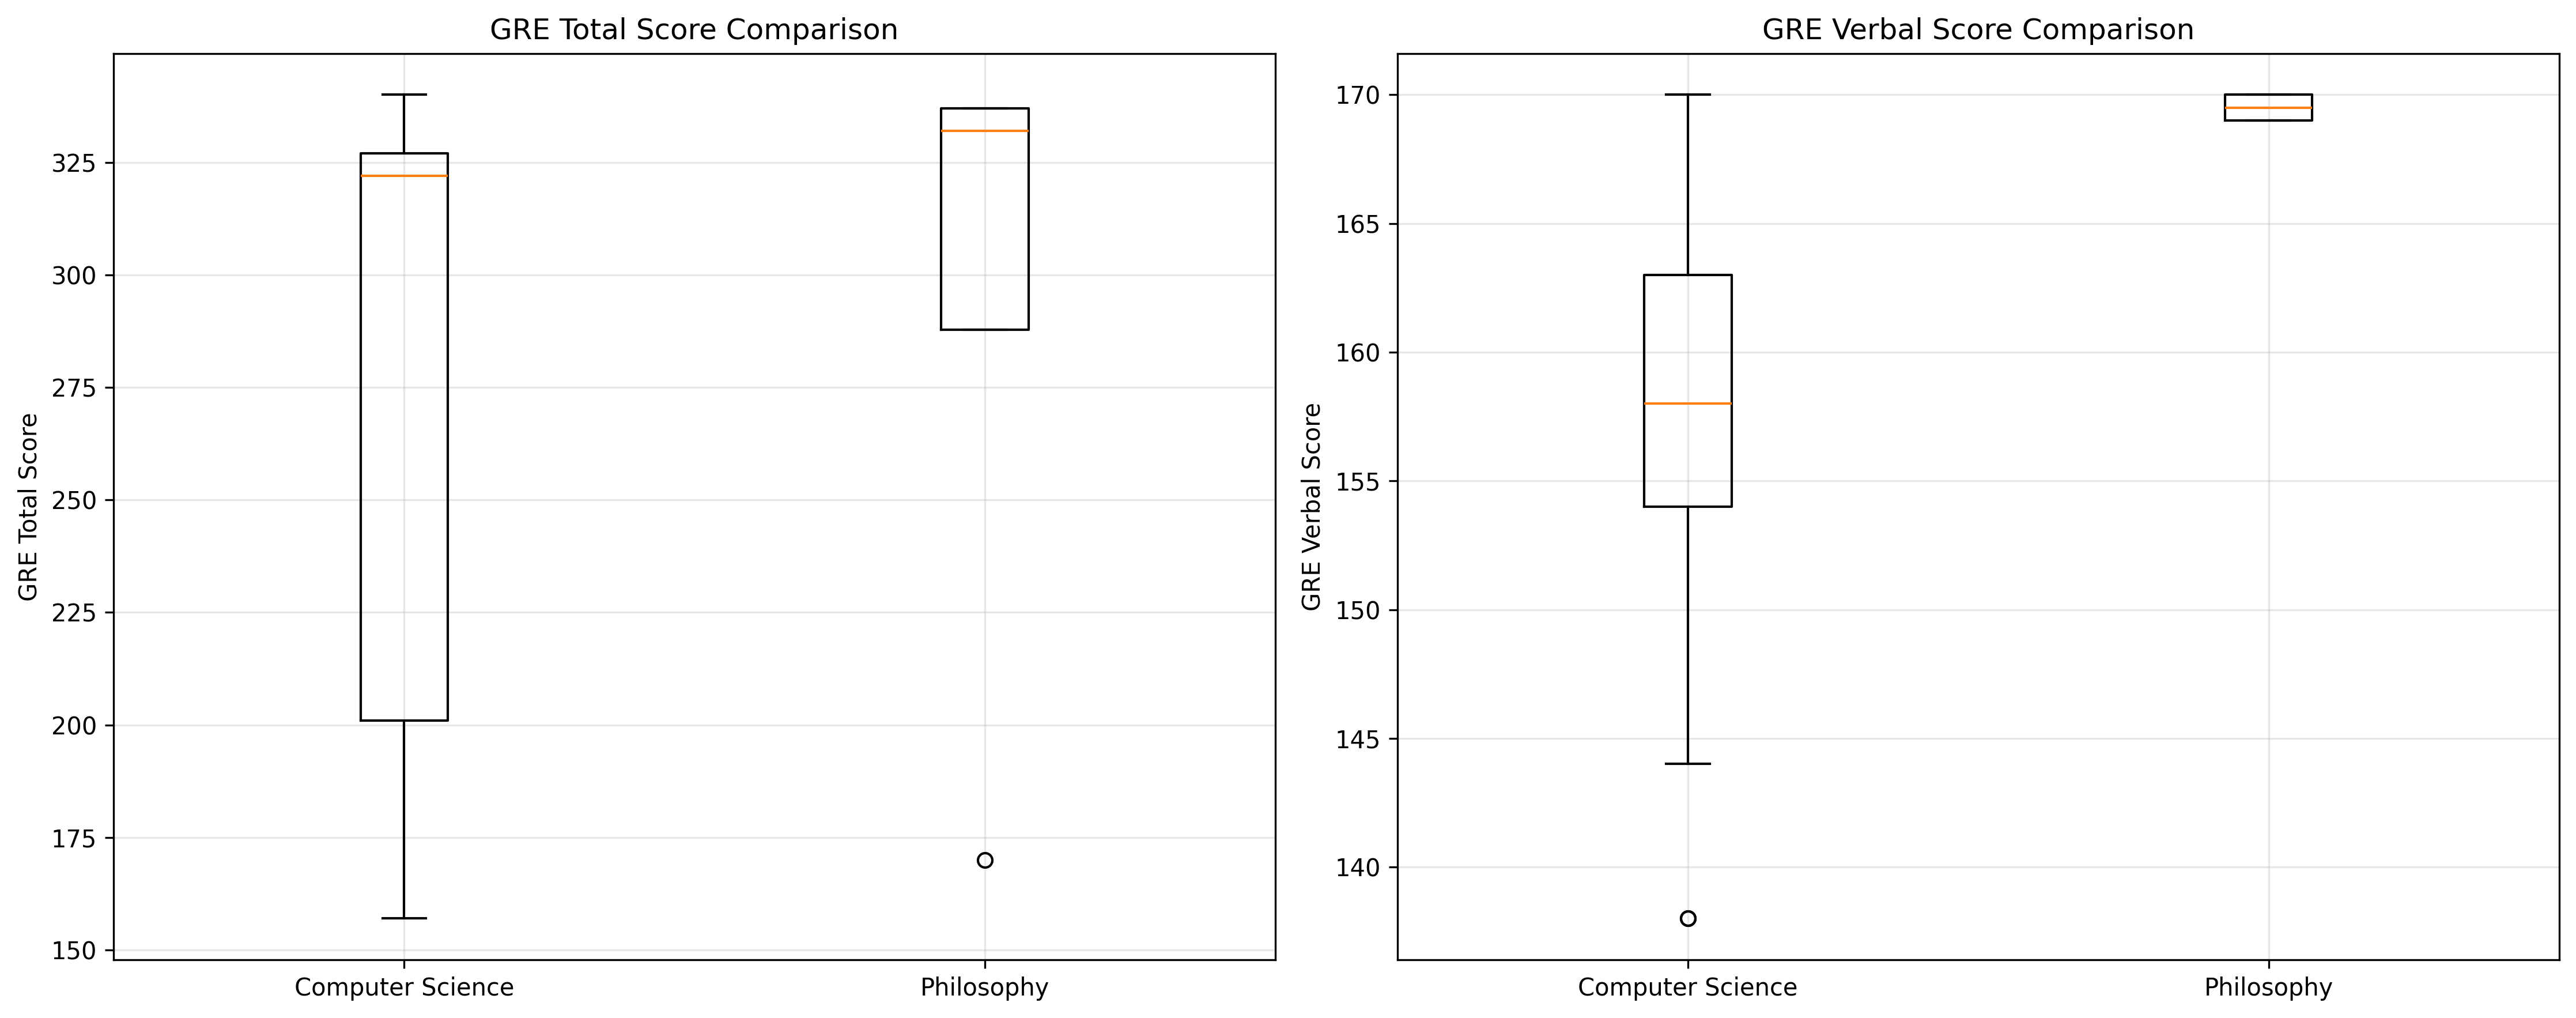 GRE Total Score Comparison
GRE Total Score
325
300
275
250
225
200
175
150
Computer Science
Philosophy
GRE Verbal Score Comparison
GRE Verbal Score
170
165
160
155
150
145
140
Computer Science
Philosophy